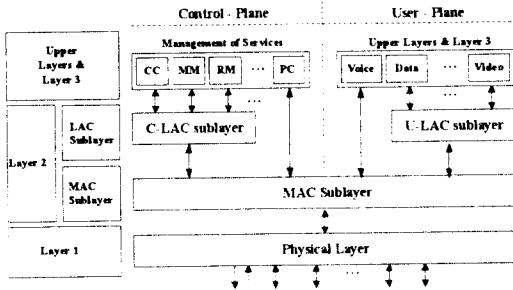 Control - Plane
User - Plane
Upper Layers & Layer 3
Management of Services
CC
MM
RM
...
PC
...
Upper Layers & Layer 3
Voice
Data
...
Video
...
Layer 2
LAC Sublayer
MAC Sublayer
C-LAC sublayer
U-LAC sublayer
MAC Sublayer
Layer 1
Physical Layer
...